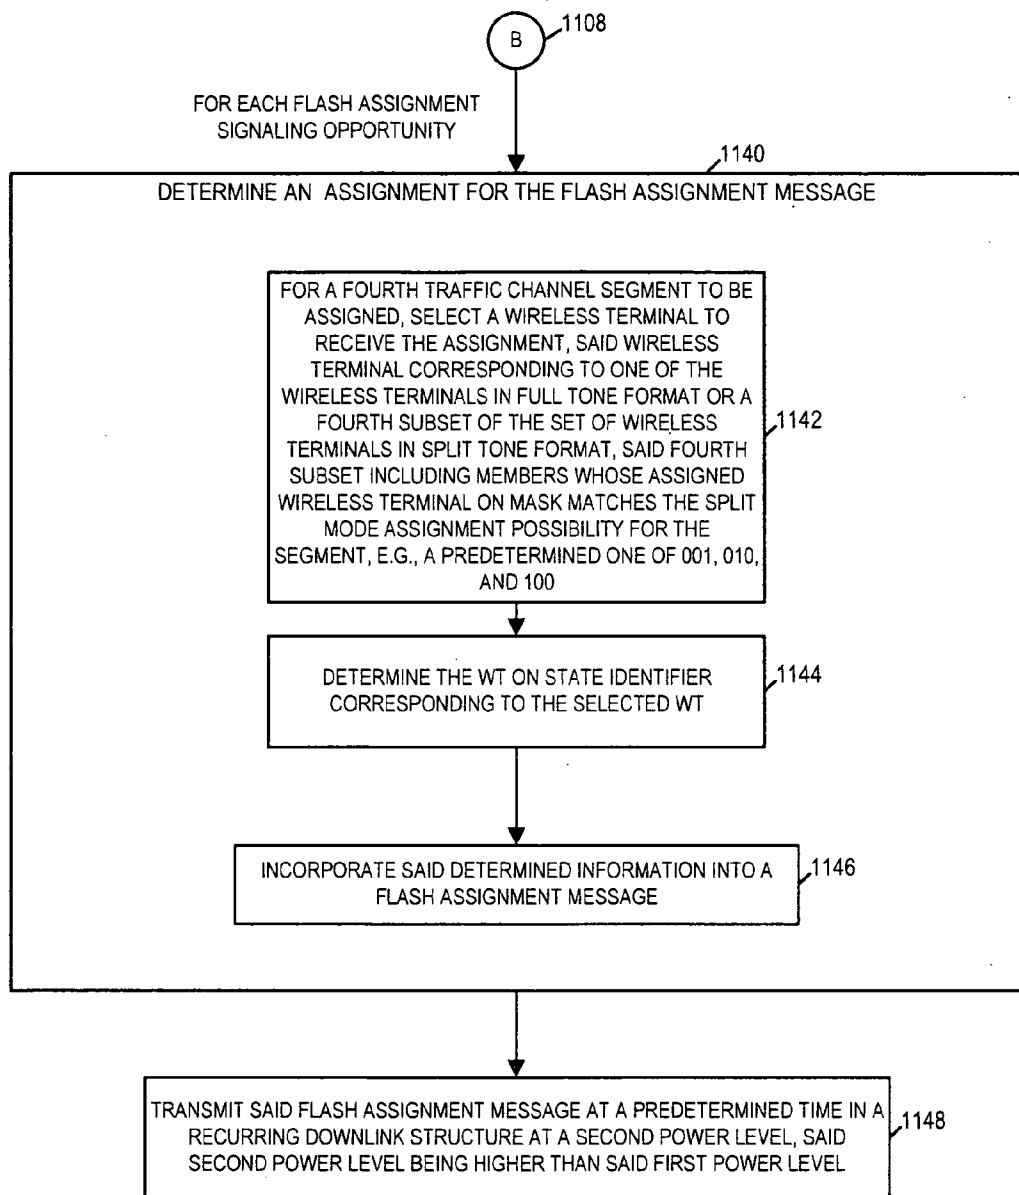 B
1108
FOR EACH FLASH ASSIGNMENT
SIGNALING OPPORTUNITY
1140
DETERMINE AN ASSIGNMENT FOR THE FLASH ASSIGNMENT MESSAGE
FOR A FOURTH TRAFFIC CHANNEL SEGMENT TO BE
ASSIGNED, SELECT A WIRELESS TERMINAL TO
RECEIVE THE ASSIGNMENT, SAID WIRELESS
TERMINAL CORRESPONDING TO ONE OF THE
WIRELESS TERMINALS IN FULL TONE FORMAT OR A
FOURTH SUBSET OF THE SET OF WIRELESS
TERMINALS IN SPLIT TONE FORMAT, SAID FOURTH
SUBSET INCLUDING MEMBERS WHOSE ASSIGNED
WIRELESS TERMINAL ON MASK MATCHES THE SPLIT
MODE ASSIGNMENT POSSIBILITY FOR THE
SEGMENT, E.G., A PREDETERMINED ONE OF 001, 010,
AND 100
1142
DETERMINE THE WT ON STATE IDENTIFIER
CORRESPONDING TO THE SELECTED WT
1144
INCORPORATE SAID DETERMINED INFORMATION INTO A
FLASH ASSIGNMENT MESSAGE
1146
TRANSMIT SAID FLASH ASSIGNMENT MESSAGE AT A PREDETERMINED TIME IN A
RECURRING DOWNLINK STRUCTURE AT A SECOND POWER LEVEL, SAID
SECOND POWER LEVEL BEING HIGHER THAN SAID FIRST POWER LEVEL
1148